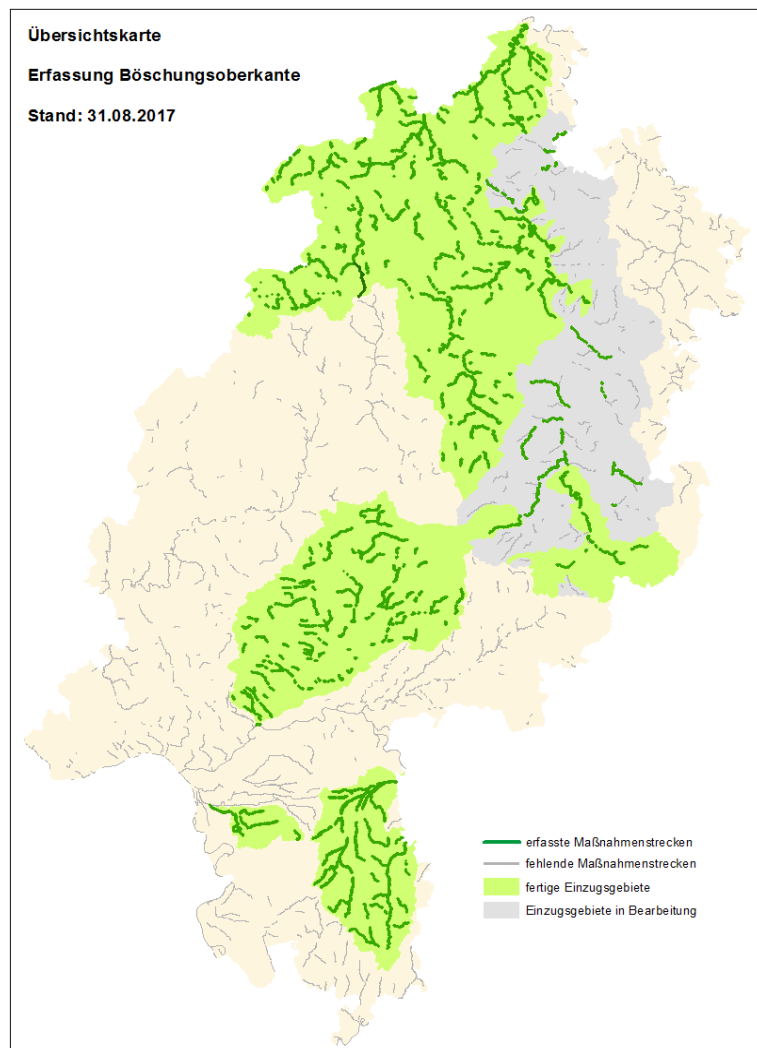 Übersichtskarte
Erfassung Böschungsoberkante
Stand: 31.08.2017
erfasste Maßnahmenstrecken
fehlende Maßnahmenstrecken
fertige Einzugsgebiete
Einzugsgebiete in Bearbeitung